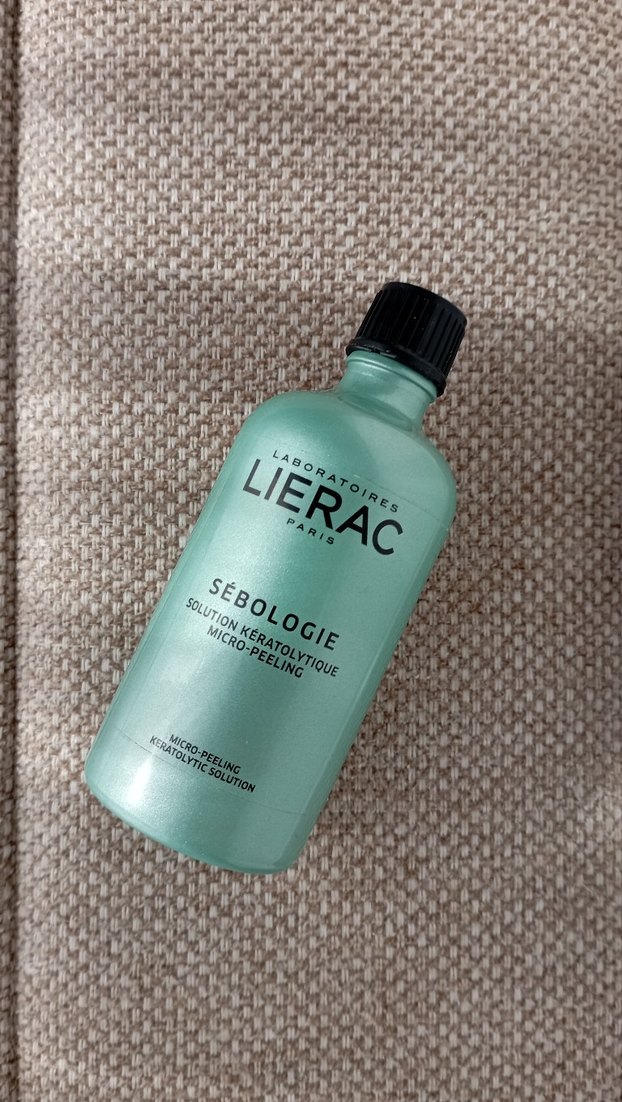 LABORATOIRES
LIERAC
PARIS
SÉBOLOGIE
SOLUTION KÉRATOLYTIQUE
MICRO-PEELING
MICRO-PEELING
KERATOLYTIC SOLUTION